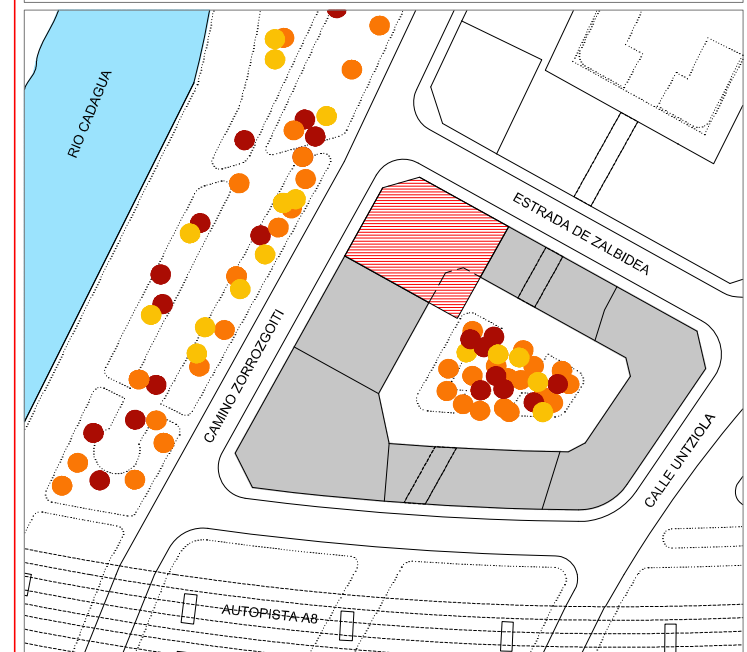 RIO CADAGUA
ESTRADA DE ZALBIDEA
CAMINO ZORROZGOITI
CALLE UNTZIOLA
AUTOPISTA A8